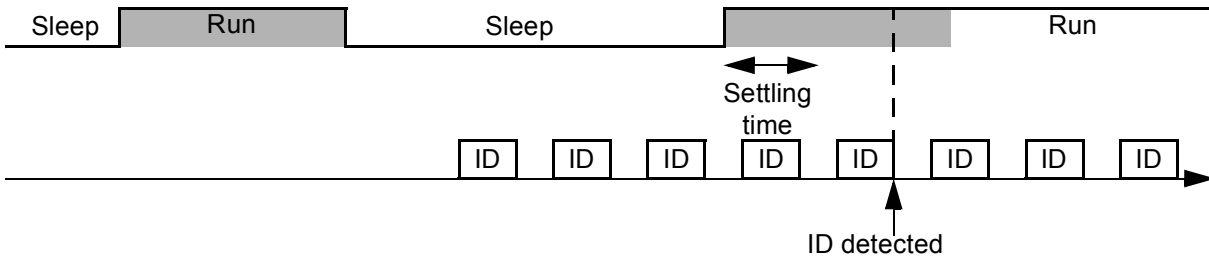 Sleep Run Sleep Run
Settling
time
ID ID ID ID ID ID ID ID
ID detected